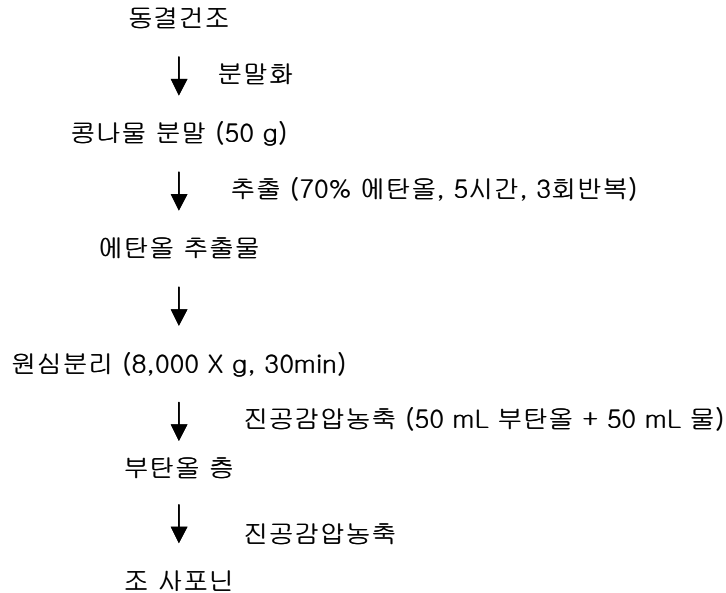 동결건조
분말화
콩나물 분말 (50 g)
추출 (70% 에탄올, 5시간, 3회반복)
에탄올 추출물
원심분리 (8,000 X g, 30min)
진공감압농축 (50 mL 부탄올 + 50 mL 물)
부탄올 층
진공감압농축
조 사포닌